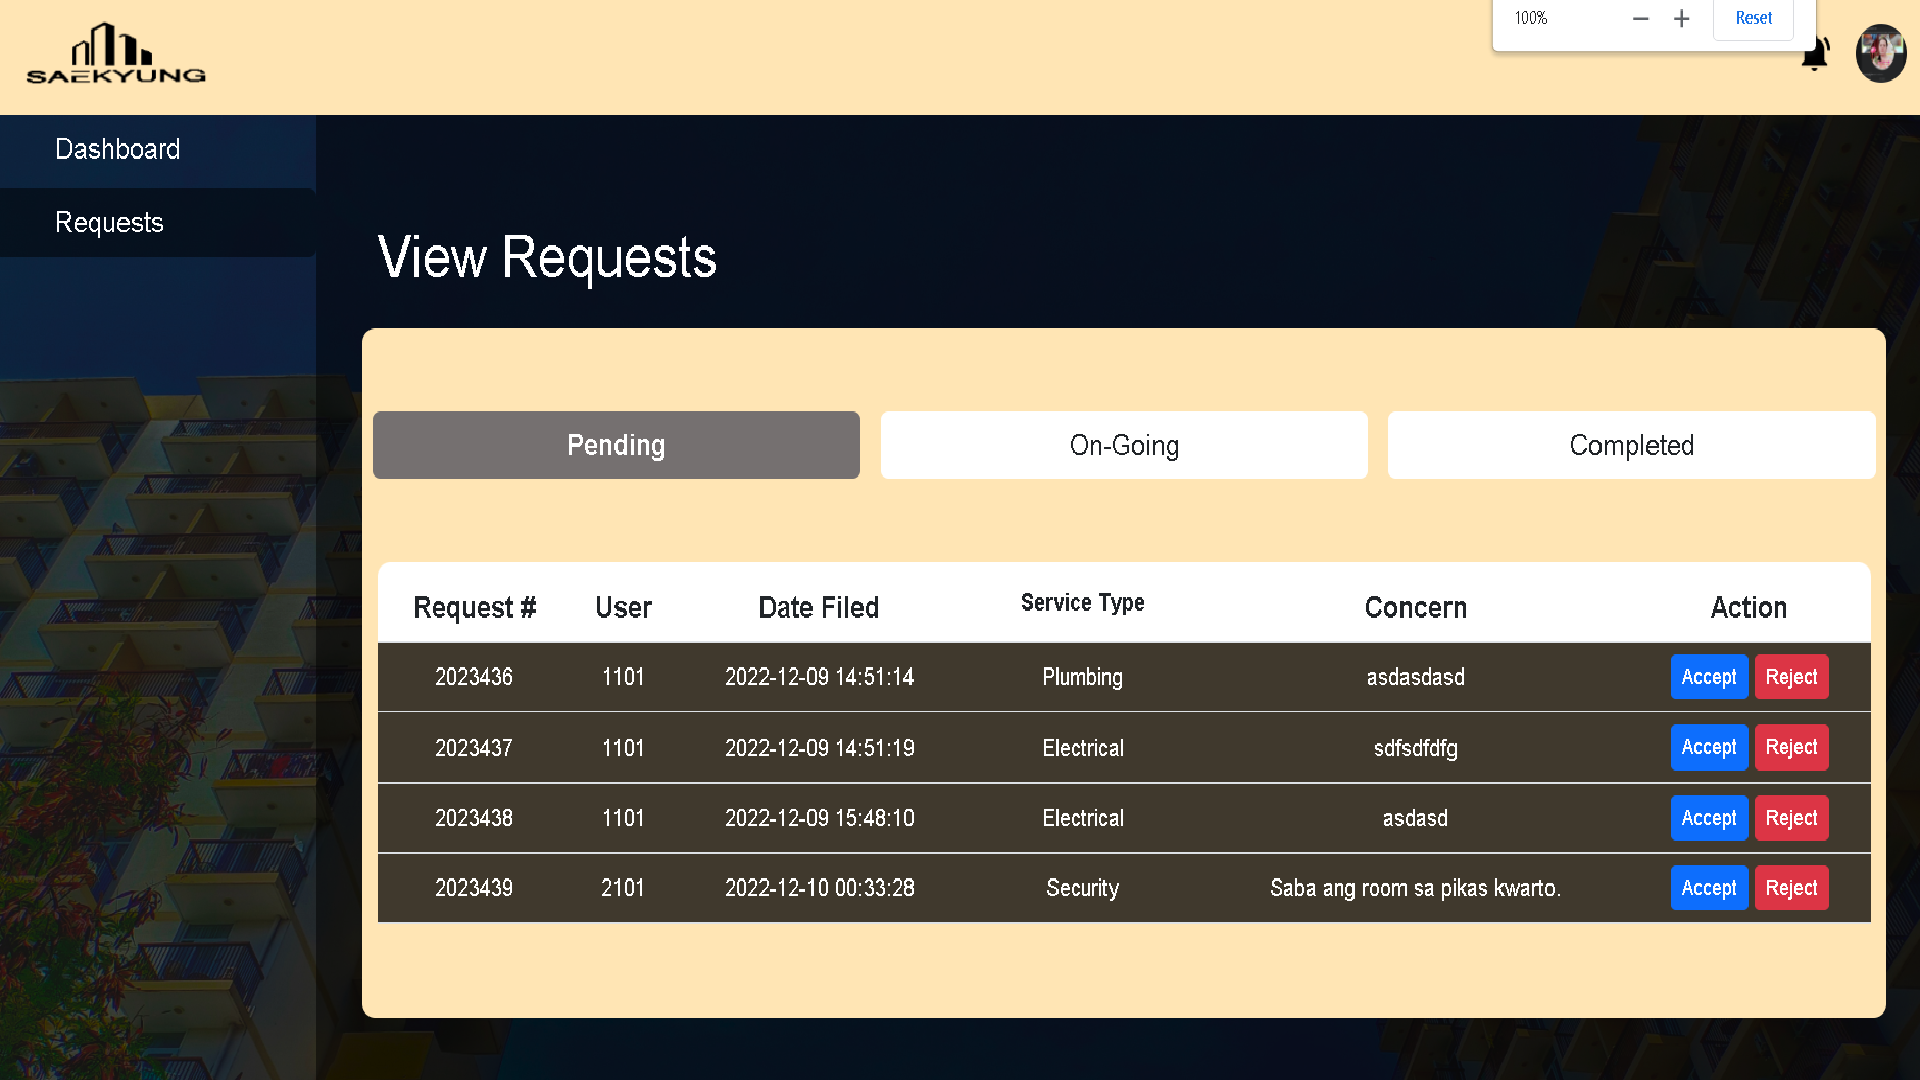 100% − + Reset
SAEKYUNG
Dashboard
Requests
View Requests
Pending On-Going Completed
Request # User Date Filed Service Type Concern Action
2023436 1101 2022-12-09 14:51:14 Plumbing asdasdasd Accept Reject
2023437 1101 2022-12-09 14:51:19 Electrical sdfsdfdfg Accept Reject
2023438 1101 2022-12-09 15:48:10 Electrical asdasd Accept Reject
2023439 2101 2022-12-10 00:33:28 Security Saba ang room sa pikas kwarto. Accept Reject